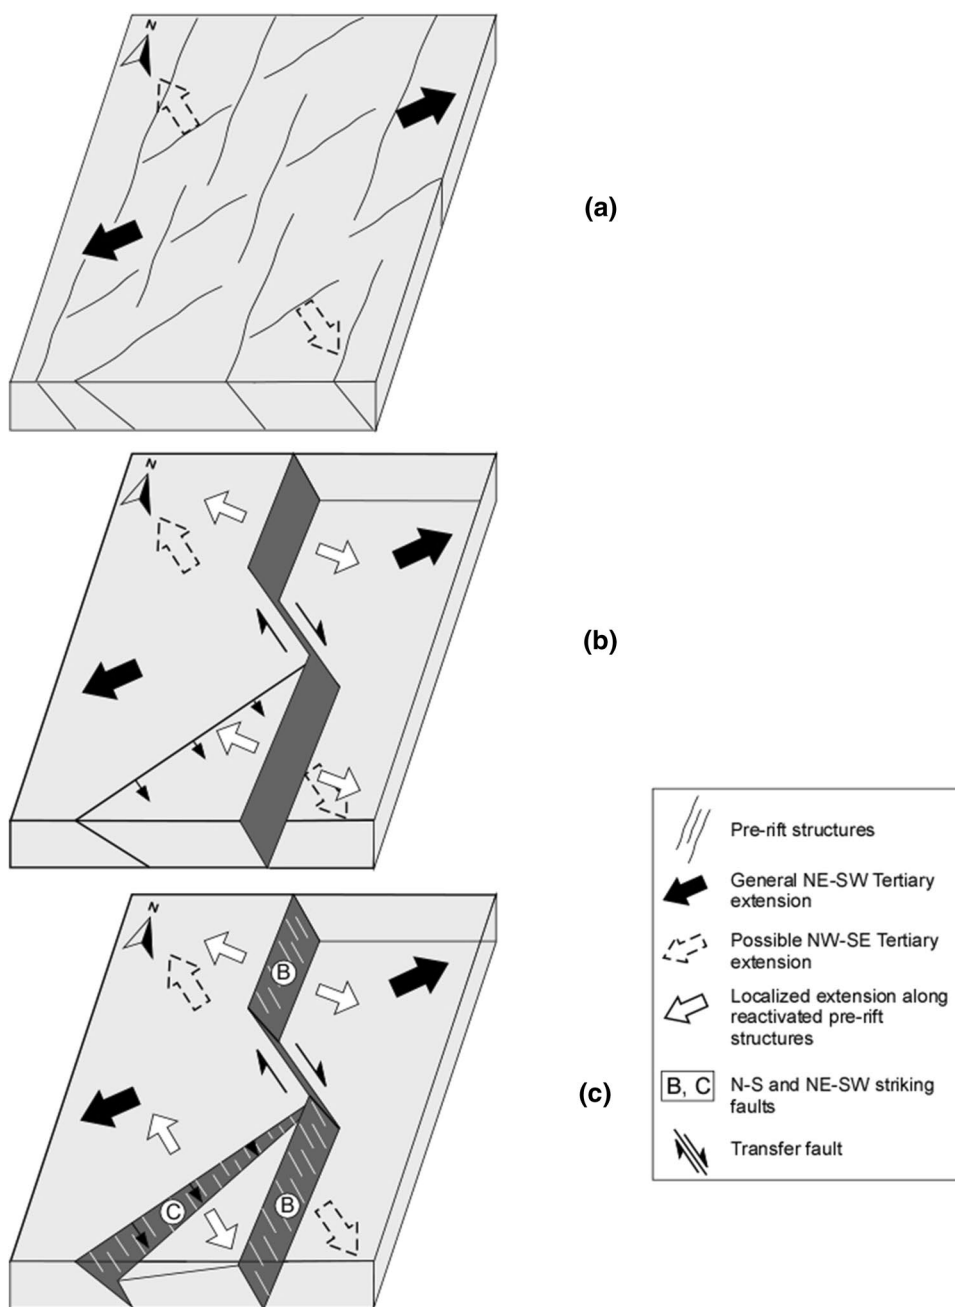 N
(a)
N
(b)
Pre-rift structures
General NE-SW Tertiary
extension
Possible NW-SE Tertiary
extension
Localized extension along
reactivated pre-rift
structures
B, C N-S and NE-SW striking
faults
Transfer fault
N
B
(c)
C
B